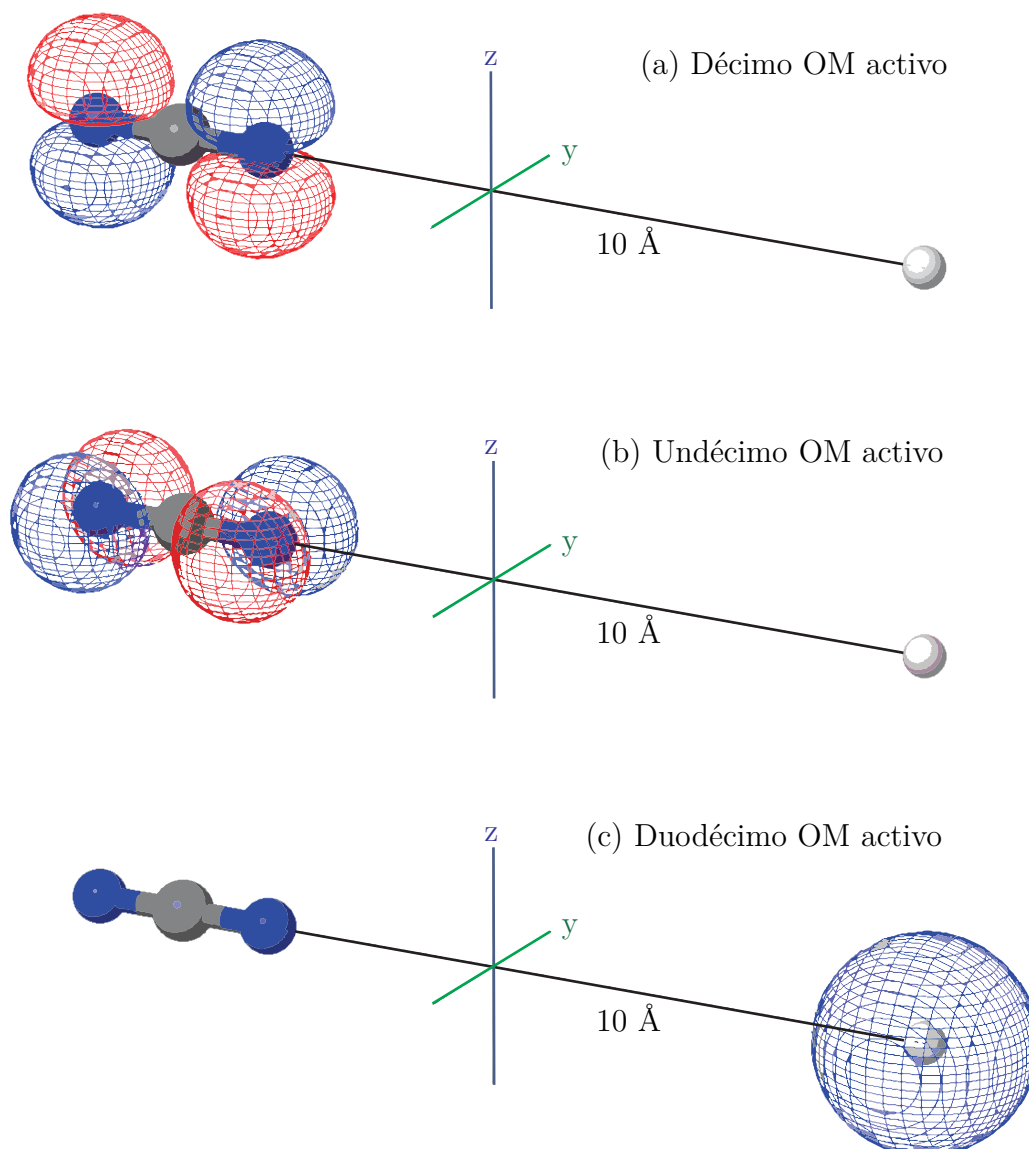 z
(a) Décimo OM activo
y
10 Å
z
(b) Undécimo OM activo
y
10 Å
z
(c) Duodécimo OM activo
y
10 Å